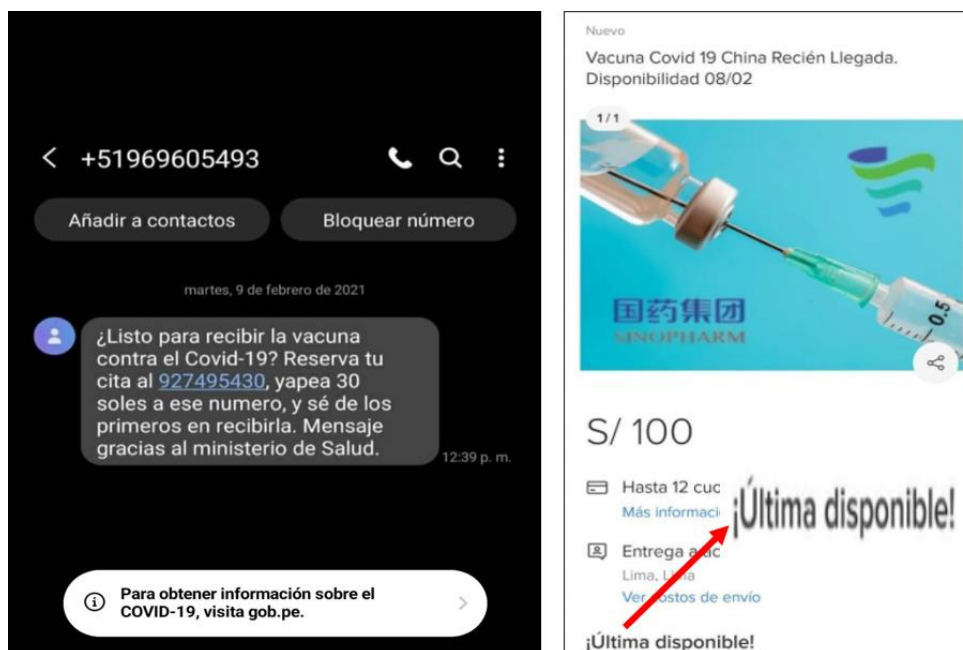 +51969605493
Añadir a contactos
Bloquear número
martes, 9 de febrero de 2021
¿Listo para recibir la vacuna
contra el Covid-19? Reserva tu
cita al 927495430, yapea 30
soles a ese numero, y sé de los
primeros en recibirla. Mensaje
gracias al ministerio de Salud.
12:39 p. m.
Para obtener información sobre el
COVID-19, visita gob.pe.
Nuevo
Vacuna Covid 19 China Recién Llegada.
Disponibilidad 08/02
1/1
国药集团
SINOPHARM
0.5
S/ 100
Hasta 12 cuo
Más informaci
¡Última disponible!
Entrega a
Lima, Lima
Ver costos de envío
¡Última disponible!